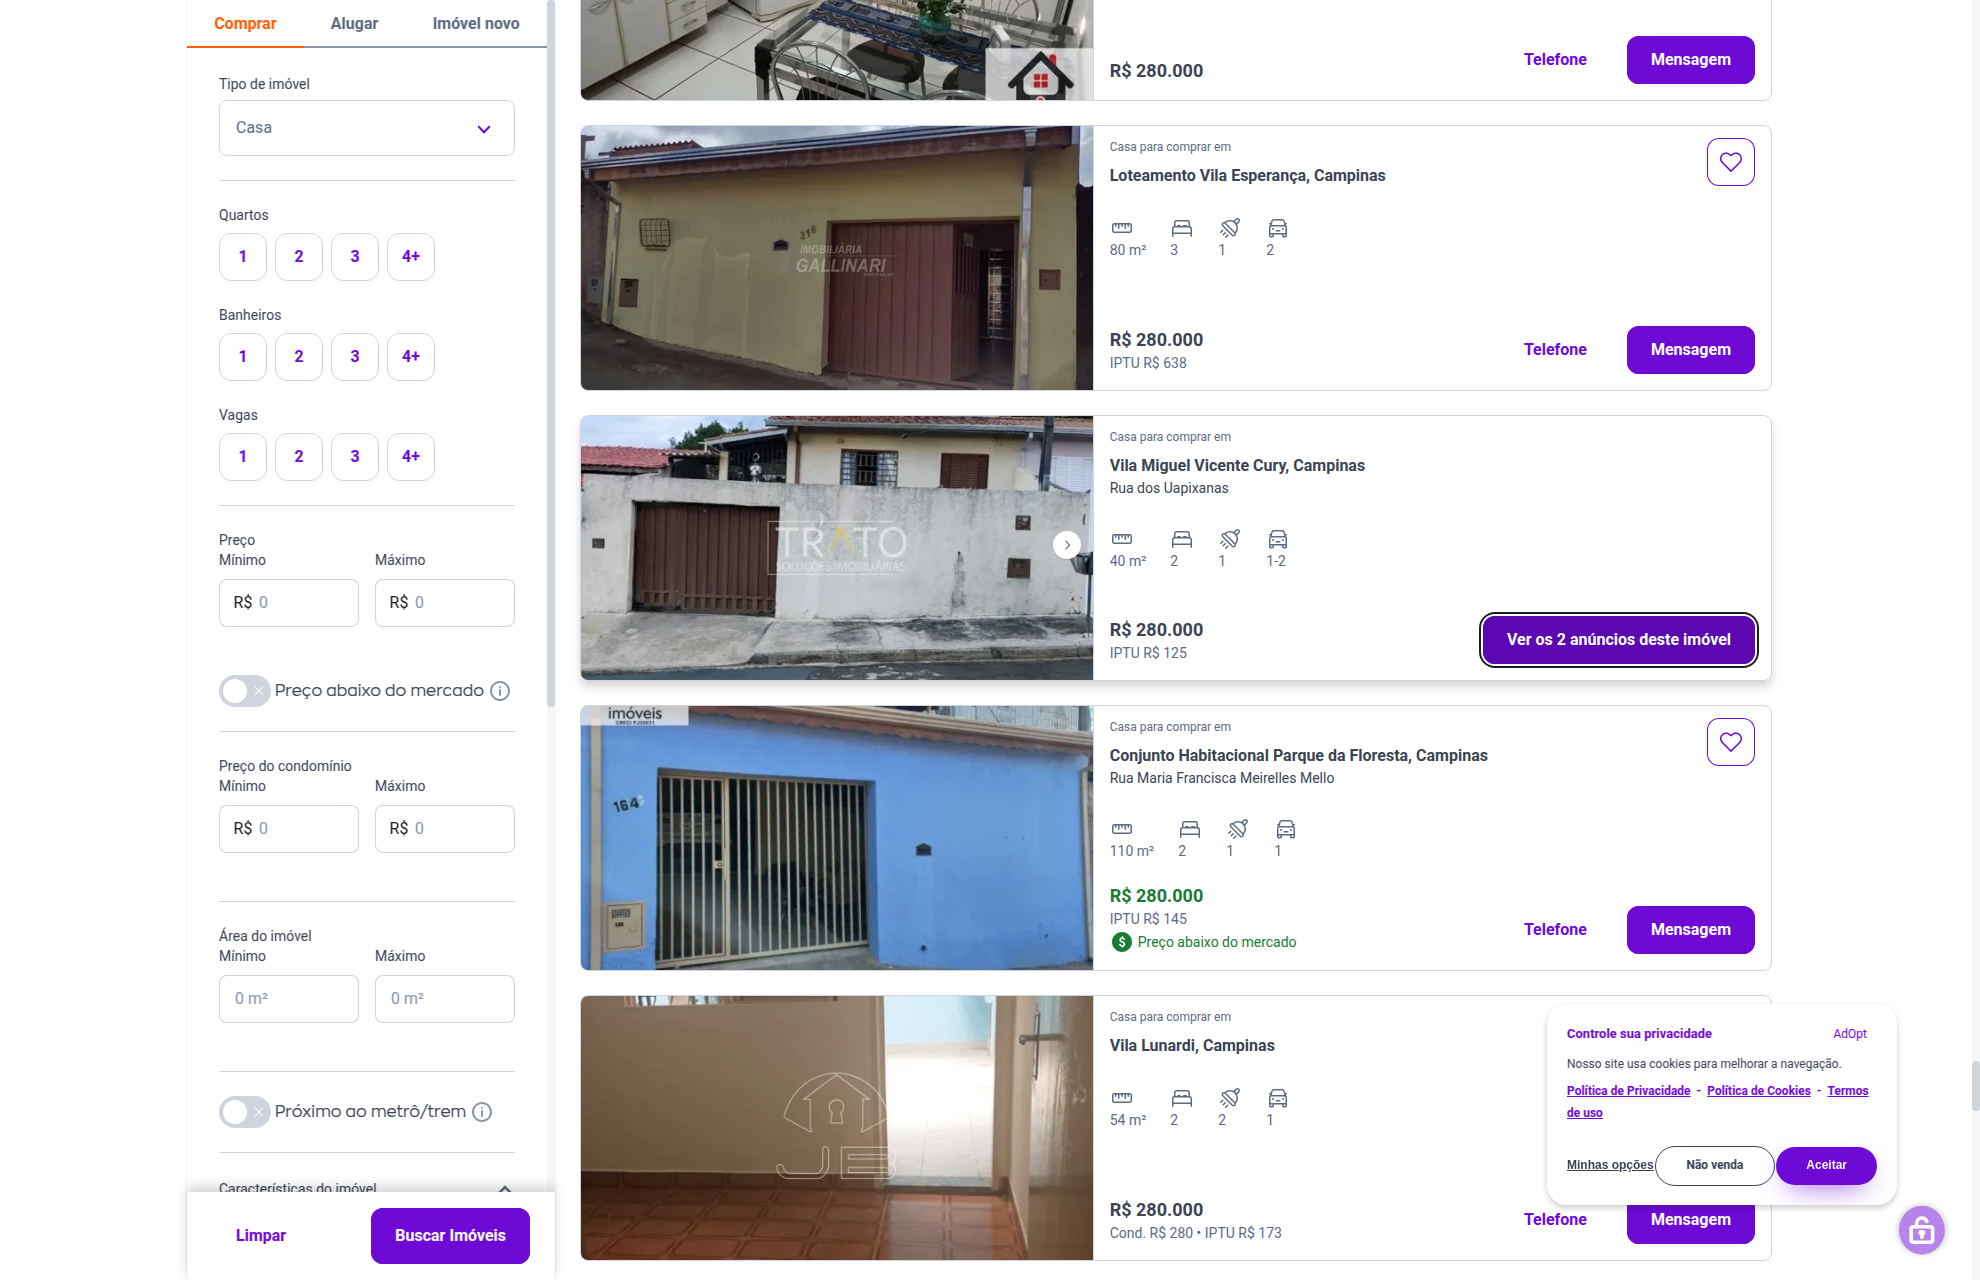 Comprar
Alugar
Imóvel novo
Tipo de imóvel
Casa
Quartos
1
2
3
4+
Banheiros
1
2
3
4+
Vagas
1
2
3
4+
Preço
Mínimo
Máximo
R$ 0
R$ 0
Preço abaixo do mercado
Preço do condomínio
Mínimo
Máximo
R$ 0
R$ 0
Área do imóvel
Mínimo
Máximo
0 m²
0 m²
Próximo ao metrô/trem
Características do imóvel
Limpar
Buscar Imóveis
R$ 280.000
Telefone
Mensagem
216
IMOBILIÁRIA
GALLINARI
Casa para comprar em
Loteamento Vila Esperança, Campinas
80 m²
3
1
2
R$ 280.000
IPTU R$ 638
Telefone
Mensagem
TRATO
SOLUÇÕES IMOBILIÁRIAS
Casa para comprar em
Vila Miguel Vicente Cury, Campinas
Rua dos Uapixanas
40 m²
2
1
1-2
R$ 280.000
IPTU R$ 125
Ver os 2 anúncios deste imóvel
imóveis
CRECI PJ20031
164
Casa para comprar em
Conjunto Habitacional Parque da Floresta, Campinas
Rua Maria Francisca Meirelles Mello
110 m²
2
1
1
R$ 280.000
IPTU R$ 145
Preço abaixo do mercado
Telefone
Mensagem
JB
Casa para comprar em
Vila Lunardi, Campinas
54 m²
2
2
1
R$ 280.000
Cond. R$ 280 • IPTU R$ 173
Telefone
Mensagem
Controle sua privacidade
AdOpt
Nosso site usa cookies para melhorar a navegação.
Política de Privacidade - Política de Cookies - Termos
de uso
Minhas opções
Não venda
Aceitar